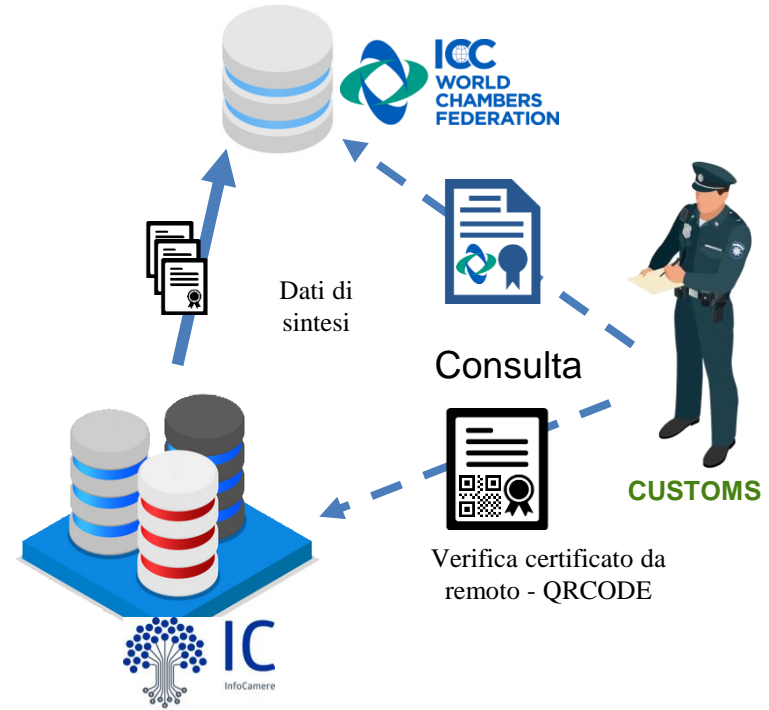 ICC
WORLD
CHAMBERS
FEDERATION
Dati di
sintesi
Consulta
CUSTOMS
Verifica certificato da
remoto - QRCODE
IC
InfoCamere